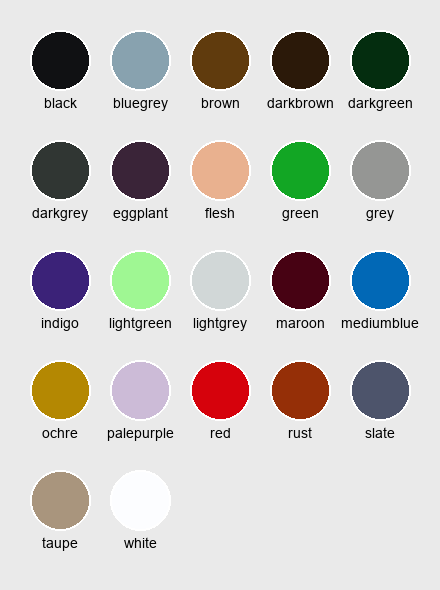 black bluegrey brown darkbrown darkgreen
darkgrey eggplant flesh green grey
indigo lightgreen lightgrey maroon mediumblue
ochre palepurple red rust slate
taupe white